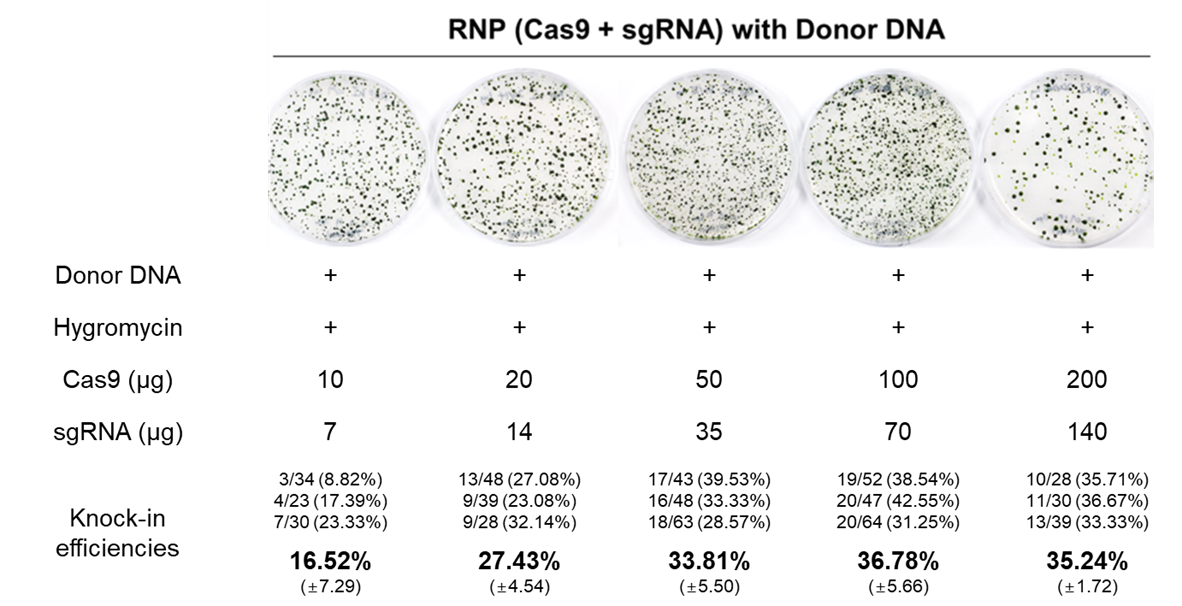 RNP (Cas9 + sgRNA) with Donor DNA
Donor DNA + + + + +
Hygromycin + + + + +
Cas9 (µg) 10 20 50 100 200
sgRNA (µg) 7 14 35 70 140
Knock-in efficiencies
3/34 (8.82%) 13/48 (27.08%) 17/43 (39.53%) 19/52 (38.54%) 10/28 (35.71%)
4/23 (17.39%) 9/39 (23.08%) 16/48 (33.33%) 20/47 (42.55%) 11/30 (36.67%)
7/30 (23.33%) 9/28 (32.14%) 18/63 (28.57%) 20/64 (31.25%) 13/39 (33.33%)
16.52% 27.43% 33.81% 36.78% 35.24%
(±7.29) (±4.54) (±5.50) (±5.66) (±1.72)